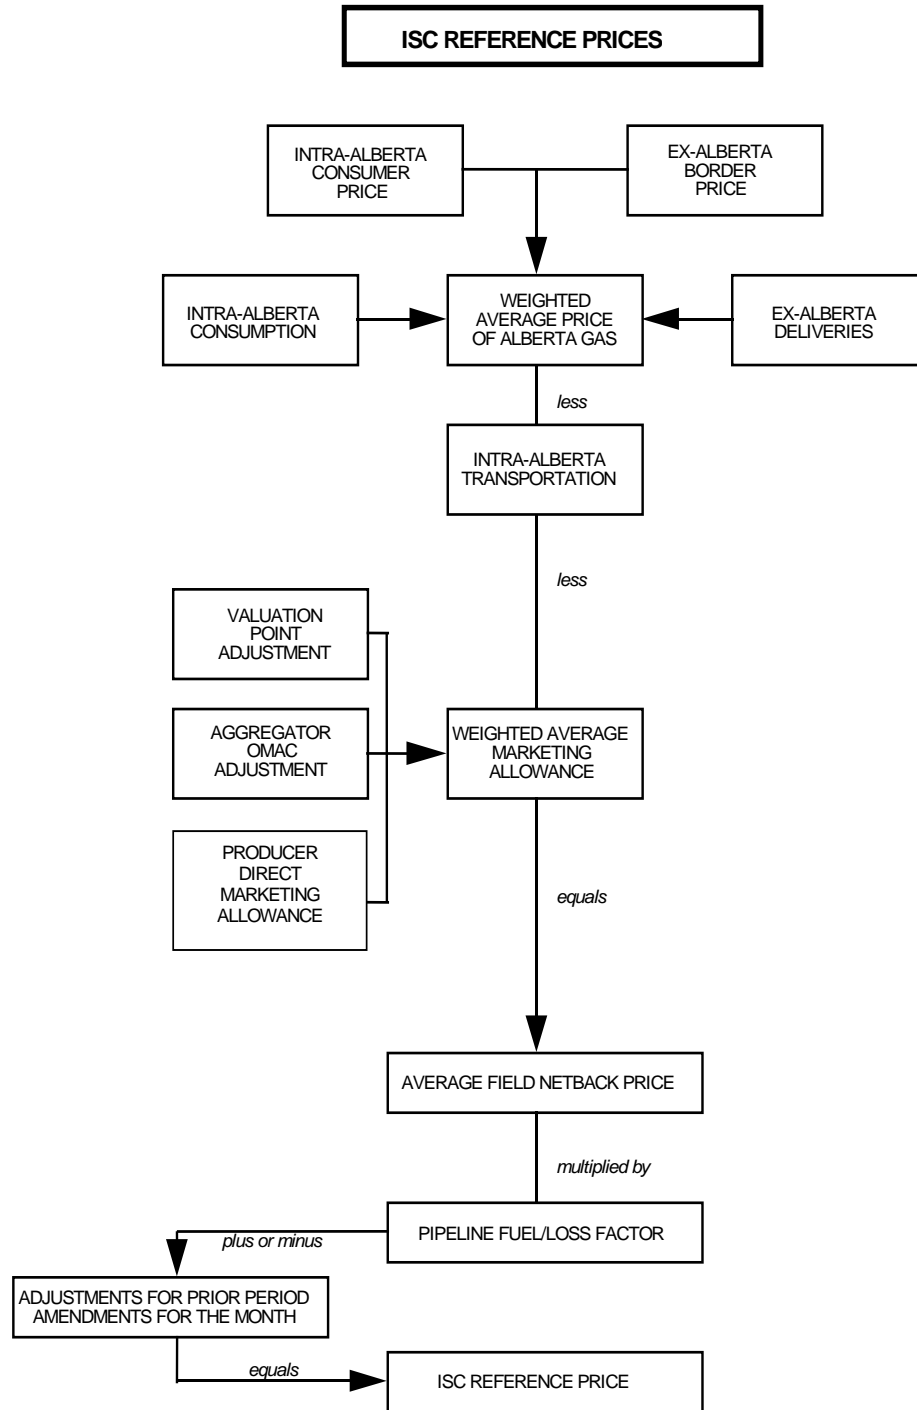 ISC REFERENCE PRICES
INTRA-ALBERTA
CONSUMER
PRICE
EX-ALBERTA
BORDER
PRICE
INTRA-ALBERTA
CONSUMPTION
WEIGHTED
AVERAGE PRICE
OF ALBERTA GAS
EX-ALBERTA
DELIVERIES
less
INTRA-ALBERTA
TRANSPORTATION
less
VALUATION
POINT
ADJUSTMENT
AGGREGATOR
OMAC
ADJUSTMENT
WEIGHTED AVERAGE
MARKETING
ALLOWANCE
PRODUCER
DIRECT
MARKETING
ALLOWANCE
equals
AVERAGE FIELD NETBACK PRICE
multiplied by
PIPELINE FUEL/LOSS FACTOR
plus or minus
ADJUSTMENTS FOR PRIOR PERIOD
AMENDMENTS FOR THE MONTH
equals
ISC REFERENCE PRICE